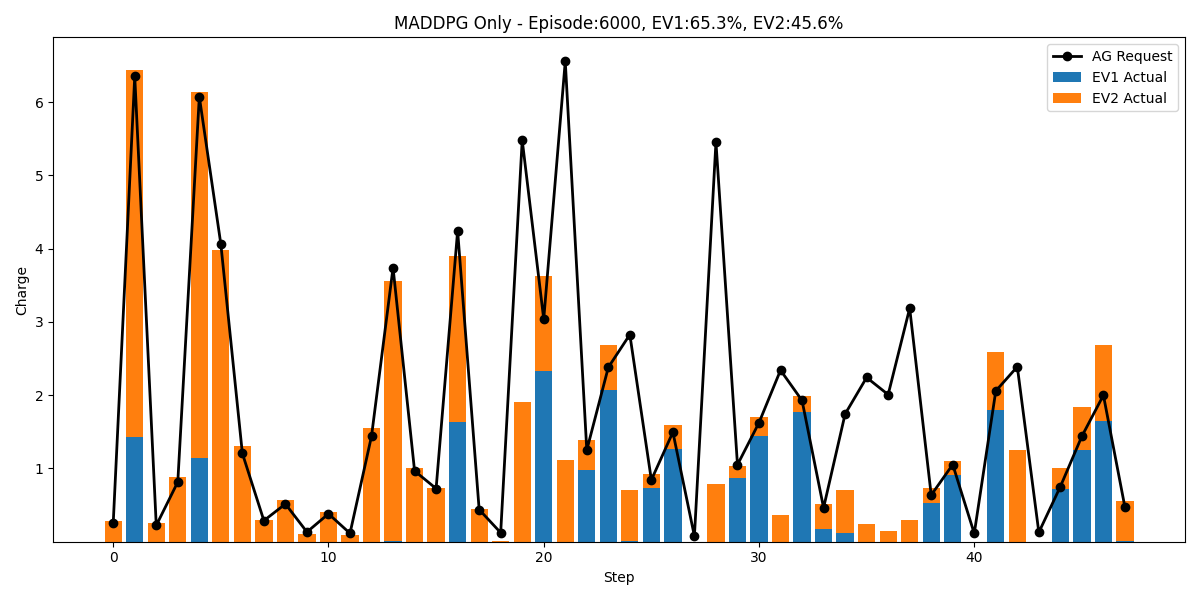 MADDPG Only - Episode:6000, EV1:65.3%, EV2:45.6%
AG Request
EV1 Actual
EV2 Actual
Charge
6
5
4
3
2
1
0
10
20
30
40
Step